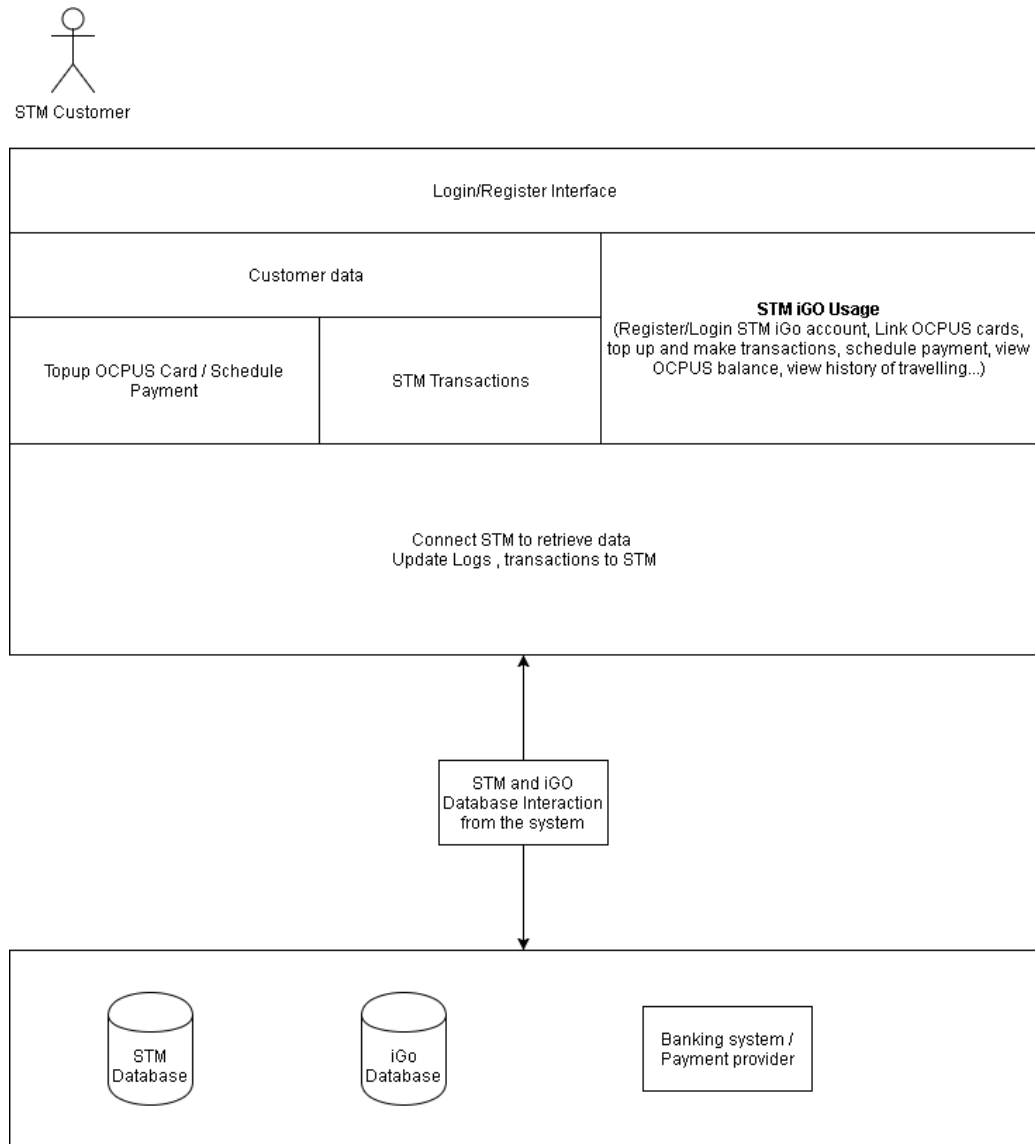 STM Customer
Login/Register Interface
Customer data
STM iGO Usage
(Register/Login STM iGo account, Link OCPUS cards,
top up and make transactions, schedule payment, view
OCPUS balance, view history of travelling...)
Topup OCPUS Card / Schedule
Payment
STM Transactions
Connect STM to retrieve data
Update Logs , transactions to STM
STM and iGO
Database Interaction
from the system
STM
Database
iGo
Database
Banking system /
Payment provider